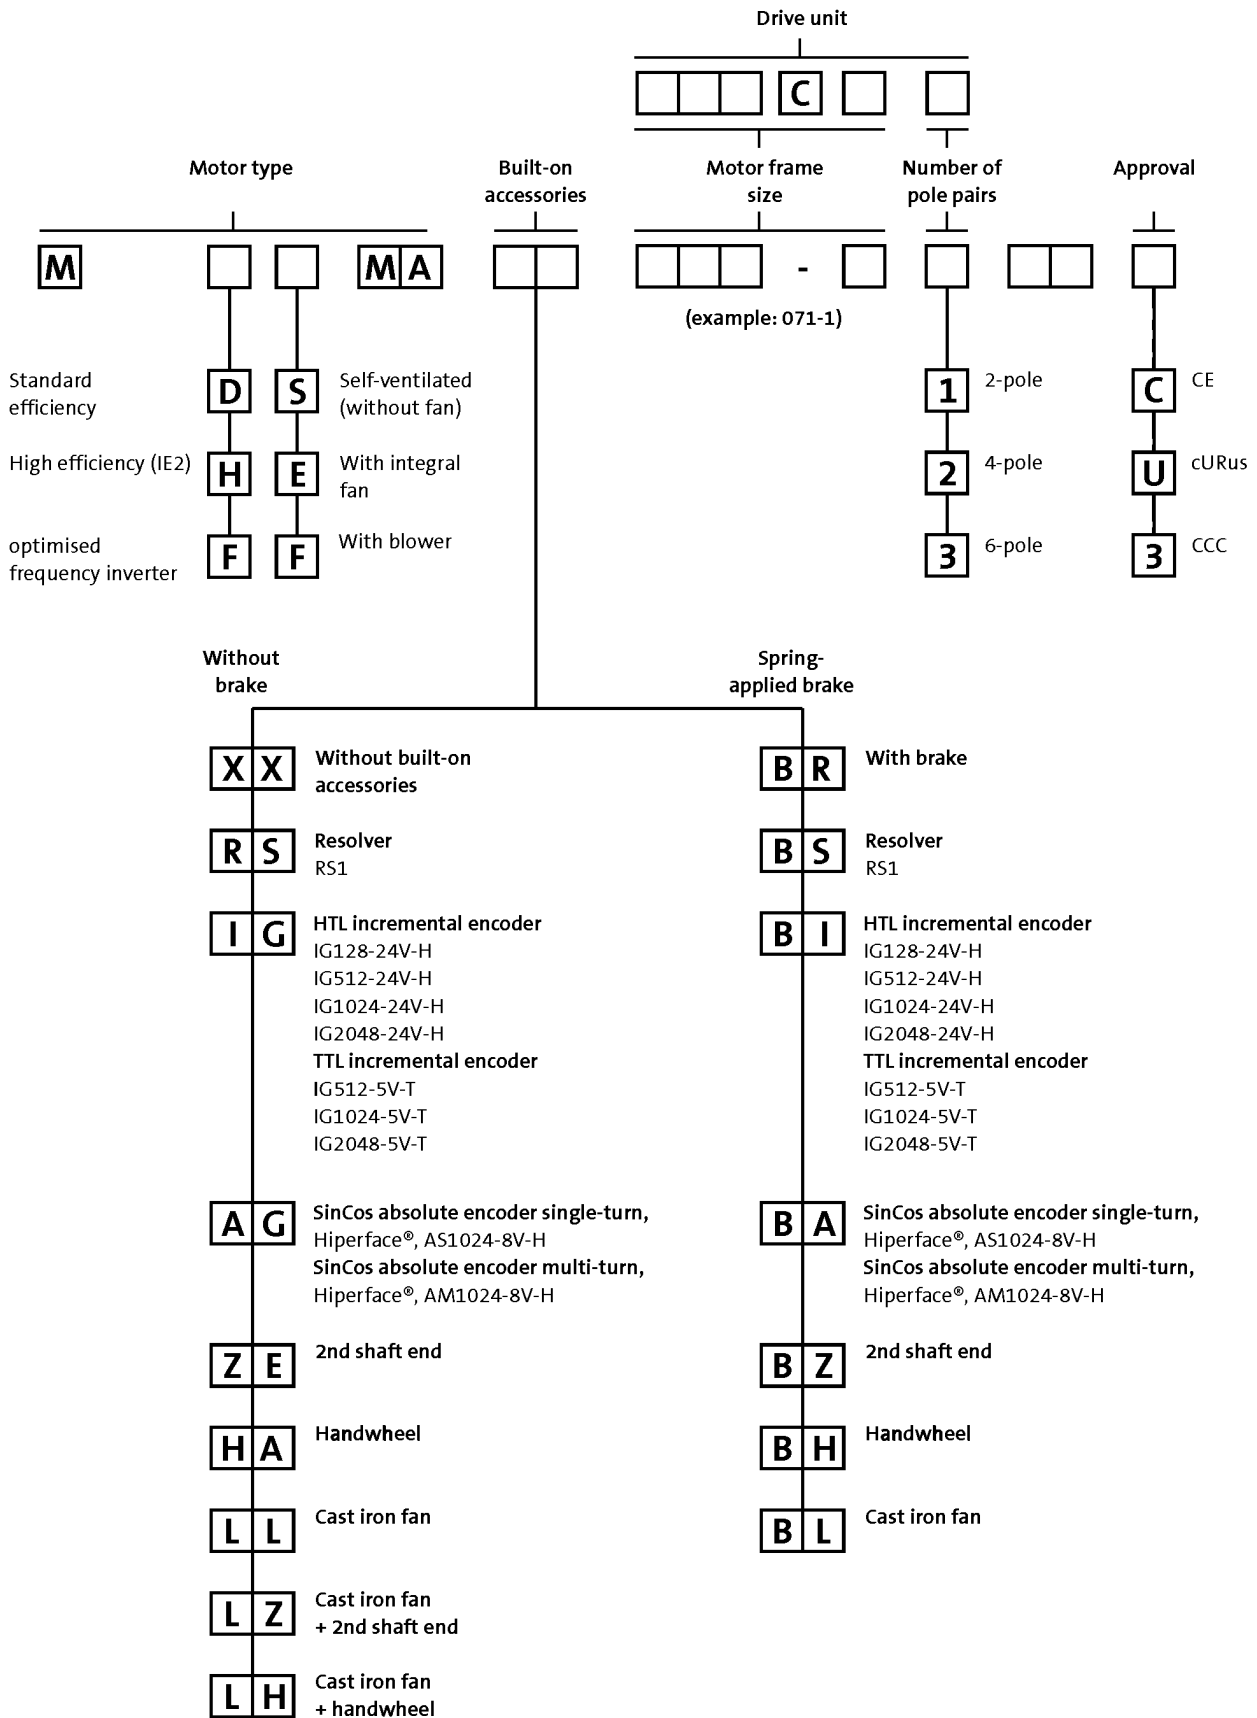 Drive unit
C
Motor type
Built-on
accessories
Motor frame
size
Number of
pole pairs
Approval
M
MA
-
(example: 071-1)
Standard
efficiency
D
S
Self-ventilated
(without fan)
1
2-pole
C
CE
High efficiency (IE2)
H
E
With integral
fan
2
4-pole
U
cURus
optimised
frequency inverter
F
F
With blower
3
6-pole
3
CCC
Without
brake
Spring-
applied brake
XX
Without built-on
accessories
BR
With brake
RS
Resolver
RS1
BS
Resolver
RS1
IG
HTL incremental encoder
IG128-24V-H
IG512-24V-H
IG1024-24V-H
IG2048-24V-H
TTL incremental encoder
IG512-5V-T
IG1024-5V-T
IG2048-5V-T
BI
HTL incremental encoder
IG128-24V-H
IG512-24V-H
IG1024-24V-H
IG2048-24V-H
TTL incremental encoder
IG512-5V-T
IG1024-5V-T
IG2048-5V-T
AG
SinCos absolute encoder single-turn,
Hiperface®, AS1024-8V-H
SinCos absolute encoder multi-turn,
Hiperface®, AM1024-8V-H
BA
SinCos absolute encoder single-turn,
Hiperface®, AS1024-8V-H
SinCos absolute encoder multi-turn,
Hiperface®, AM1024-8V-H
ZE
2nd shaft end
BZ
2nd shaft end
HA
Handwheel
BH
Handwheel
LL
Cast iron fan
BL
Cast iron fan
LZ
Cast iron fan
+ 2nd shaft end
LH
Cast iron fan
+ handwheel